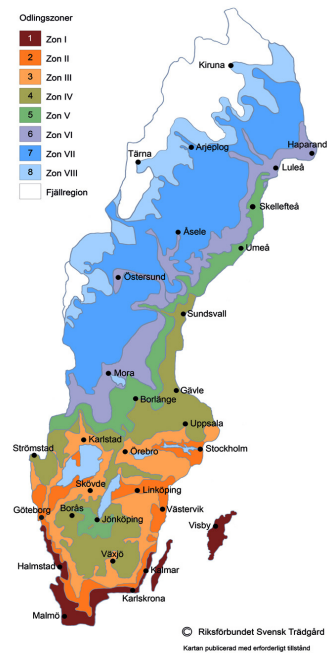 Odlingszoner
1 Zon I
2 Zon II
3 Zon III
4 Zon IV
5 Zon V
6 Zon VI
7 Zon VII
8 Zon VIII
Fjällregion
Kiruna
Tärna
Arjeplog
Haparand
Luleå
Skellefteå
Åsele
Umeå
Östersund
Sundsvall
Mora
Gävle
Borlänge
Uppsala
Karlstad
Strömstad
Örebro
Stockholm
Skövde
Linköping
Göteborg
Borås
Västervik
Jönköping
Visby
Växjö
Halmstad
Kalmar
Karlskrona
Malmö
© Riksförbundet Svensk Trädgård
Kartan publicerad med erforderligt tillstånd